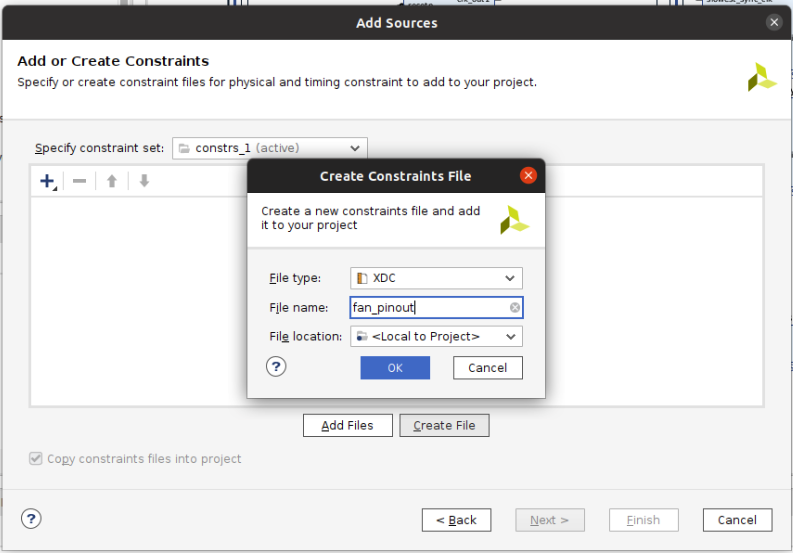 Add Sources
Add or Create Constraints
Specify or create constraint files for physical and timing constraint to add to your project.
Specify constraint set: constrs_1 (active)
Create Constraints File
Create a new constraints file and add
it to your project
File type: XDC
File name: fan_pinout
File location: <Local to Project>
? OK Cancel
Add Files Create File
Copy constraints files into project
? < Back Next > Finish Cancel